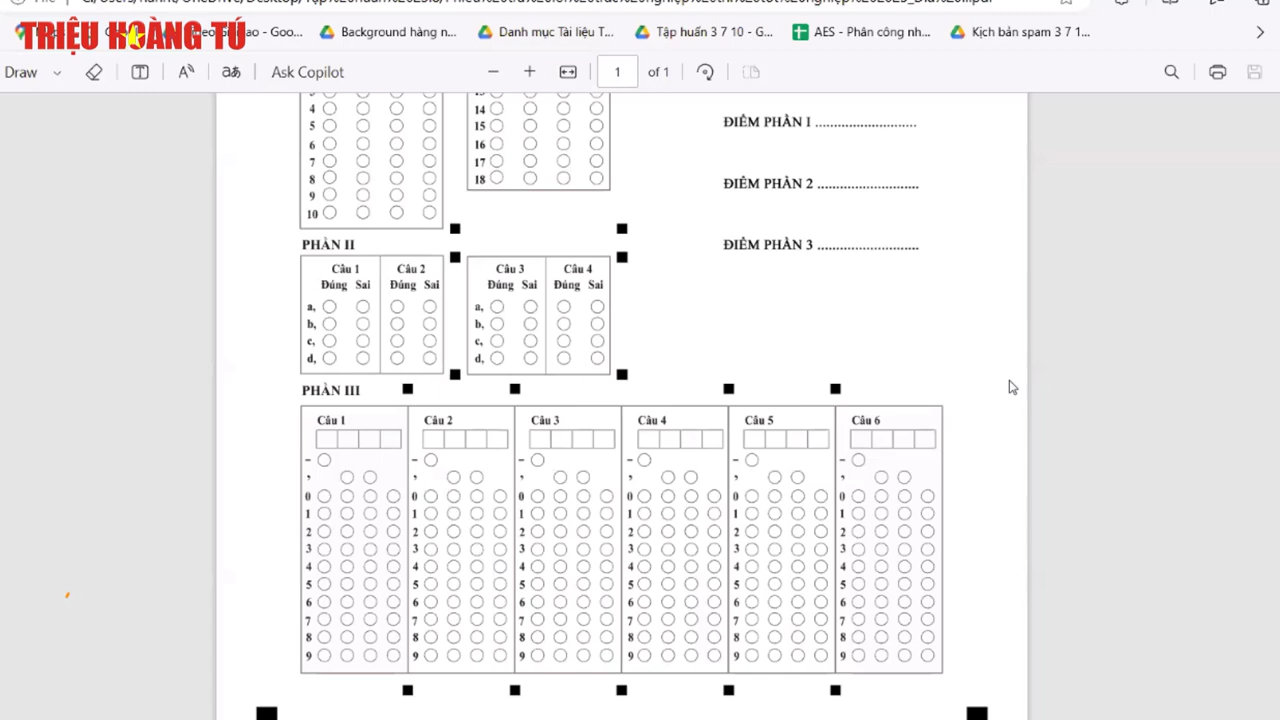 TRIỆU HOÀNG TÚ
Background hàng n...
Danh mục Tài liệu T...
Tập huấn 3 7 10 - G...
AES - Phân công nh...
Kịch bản spam 3 7 1...
Draw
aあ
Ask Copilot
1 of 1
4 14
5 15
6 16
7 17
8 18
9
10
ĐIỂM PHẦN I ...........................
ĐIỂM PHẦN 2 ...........................
ĐIỂM PHẦN 3 ...........................
PHẦN II
Câu 1 Câu 2 Câu 3 Câu 4
Đúng Sai Đúng Sai Đúng Sai Đúng Sai
a, a,
b, b,
c, c,
d, d,
PHẦN III
Câu 1 Câu 2 Câu 3 Câu 4 Câu 5 Câu 6
- - - - - -
, , , , , ,
0 0 0 0 0 0
1 1 1 1 1 1
2 2 2 2 2 2
3 3 3 3 3 3
4 4 4 4 4 4
5 5 5 5 5 5
6 6 6 6 6 6
7 7 7 7 7 7
8 8 8 8 8 8
9 9 9 9 9 9